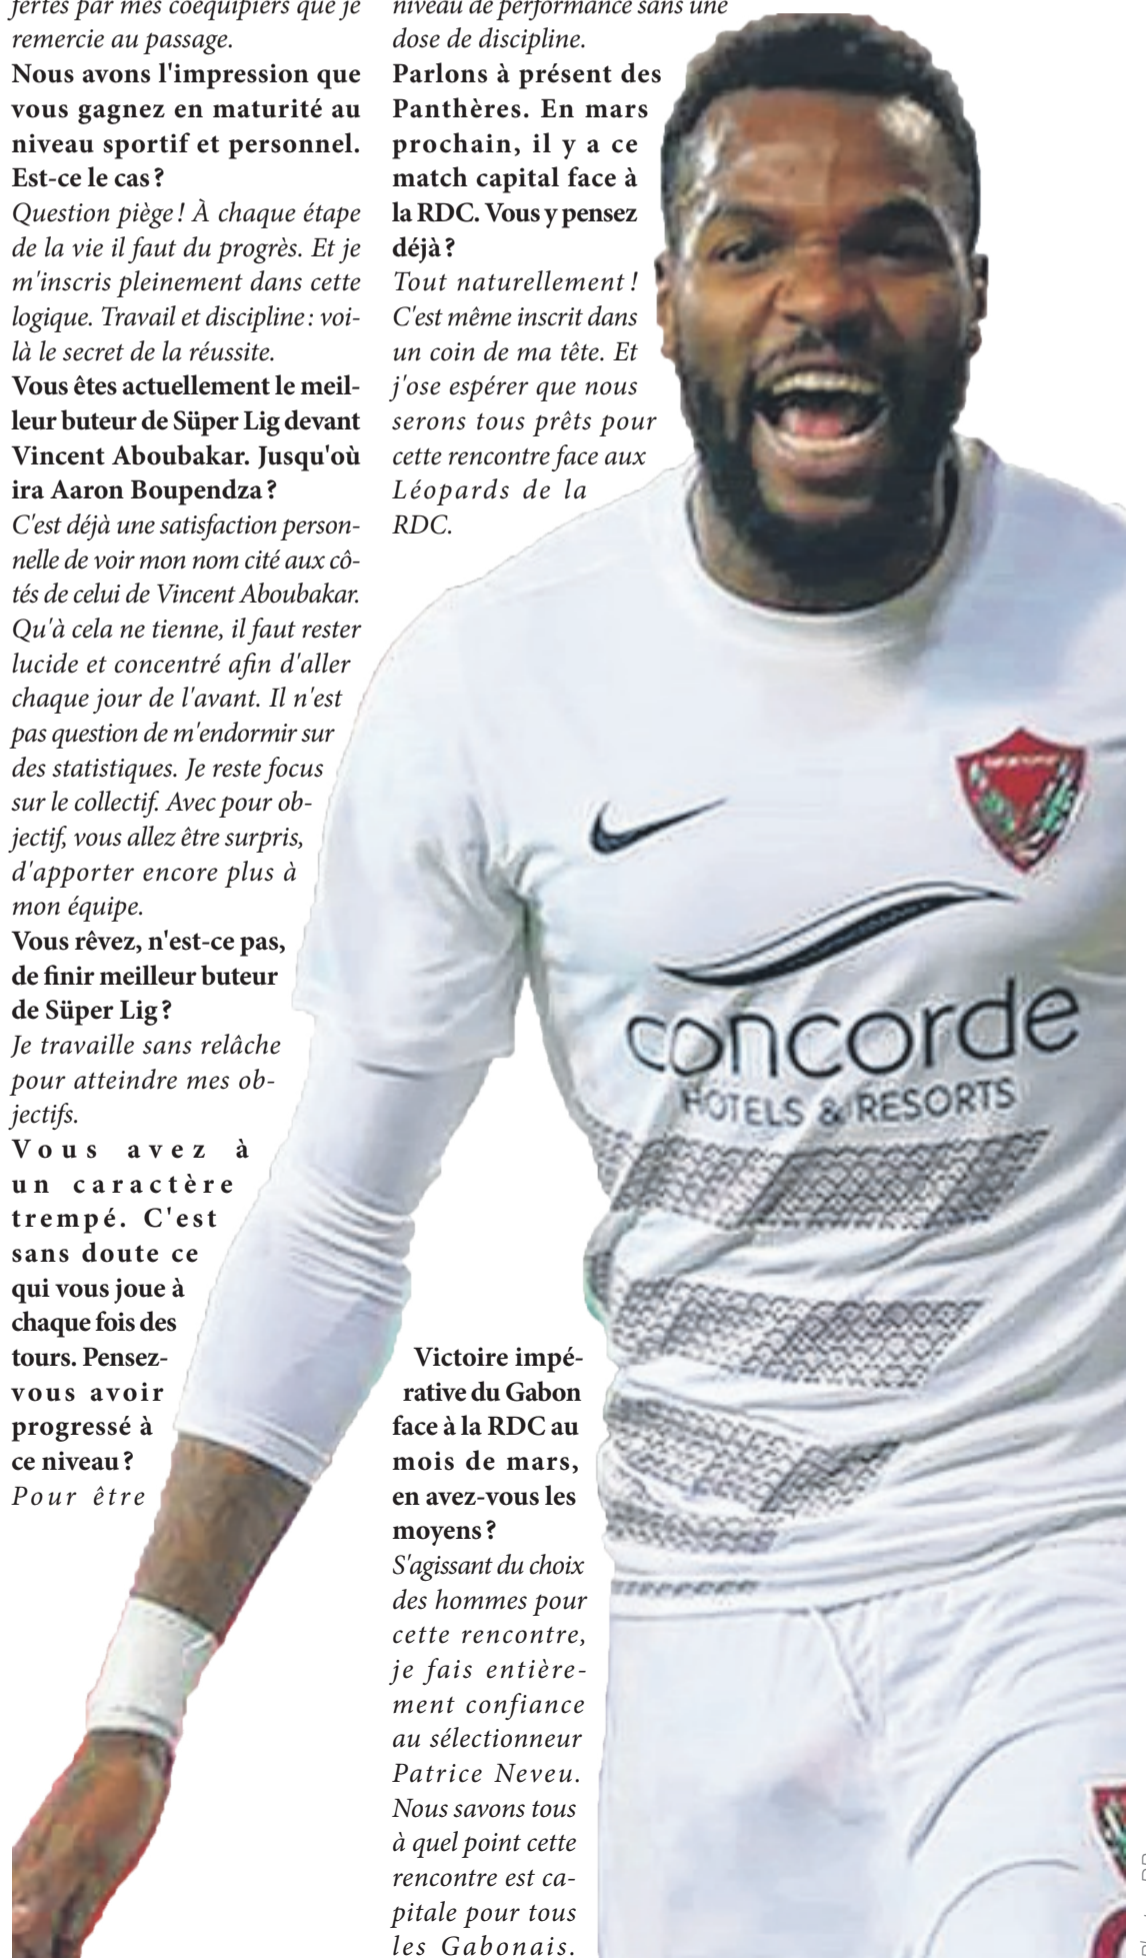 fertes par mes coéquipiers que je
remercie au passage.
Nous avons l'impression que
vous gagnez en maturité au
niveau sportif et personnel.
Est-ce le cas ?
Question piège ! À chaque étape
de la vie il faut du progrès. Et je
m'inscris pleinement dans cette
logique. Travail et discipline : voi-
là le secret de la réussite.
Vous êtes actuellement le meil-
leur buteur de Süper Lig devant
Vincent Aboubakar. Jusqu'où
ira Aaron Boupendza ?
C'est déjà une satisfaction person-
nelle de voir mon nom cité aux cô-
tés de celui de Vincent Aboubakar.
Qu'à cela ne tienne, il faut rester
lucide et concentré afin d'aller
chaque jour de l'avant. Il n'est
pas question de m'endormir sur
des statistiques. Je reste focus
sur le collectif. Avec pour ob-
jectif, vous allez être surpris,
d'apporter encore plus à
mon équipe.
Vous rêvez, n'est-ce pas,
de finir meilleur buteur
de Süper Lig ?
Je travaille sans relâche
pour atteindre mes ob-
jectifs.
Vous avez à
un caractère
trempé. C'est
sans doute ce
qui vous joue à
chaque fois des
tours. Pensez-
vous avoir
progressé à
ce niveau ?
Pour être
niveau de performance sans une
dose de discipline.
Parlons à présent des
Panthères. En mars
prochain, il y a ce
match capital face à
la RDC. Vous y pensez
déjà ?
Tout naturellement !
C'est même inscrit dans
un coin de ma tête. Et
j'ose espérer que nous
serons tous prêts pour
cette rencontre face aux
Léopards de la
RDC.
Victoire impé-
rative du Gabon
face à la RDC au
mois de mars,
en avez-vous les
moyens ?
S'agissant du choix
des hommes pour
cette rencontre,
je fais entière-
ment confiance
au sélectionneur
Patrice Neveu.
Nous savons tous
à quel point cette
rencontre est ca-
pitale pour tous
les Gabonais.
concorde
HOTELS & RESORTS